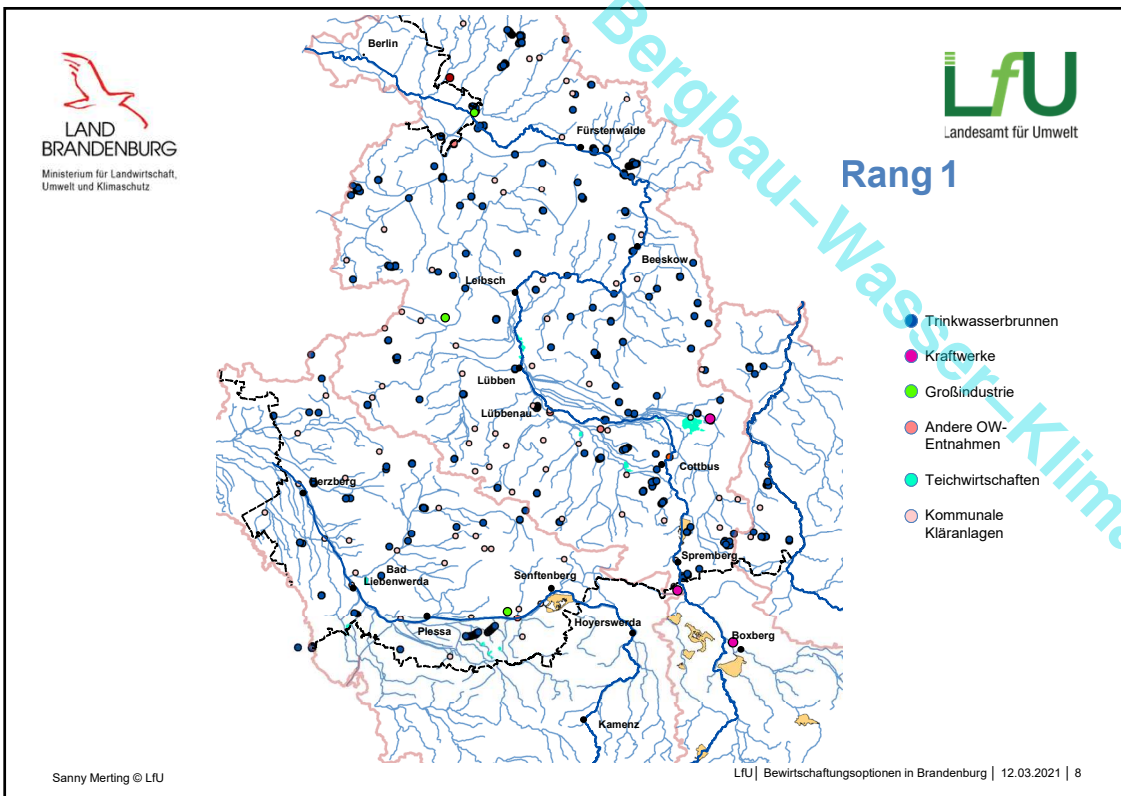 Berlin
LAND
BRANDENBURG
Ministerium für Landwirtschaft,
Umwelt und Klimaschutz
LfU
Landesamt für Umwelt
Rang 1
Bergbau–Wasser–Klima
Fürstenwalde
Beeskow
Leibsch
Lübben
Lübbenau
Cottbus
Herzberg
Spremberg
Bad
Liebenwerda
Senftenberg
Plessa
Hoyerswerda
Boxberg
Kamenz
Trinkwasserbrunnen
Kraftwerke
Großindustrie
Andere OW-
Entnahmen
Teichwirtschaften
Kommunale
Kläranlagen
Sanny Merting © LfU
LfU│ Bewirtschaftungsoptionen in Brandenburg │ 12.03.2021 │ 8